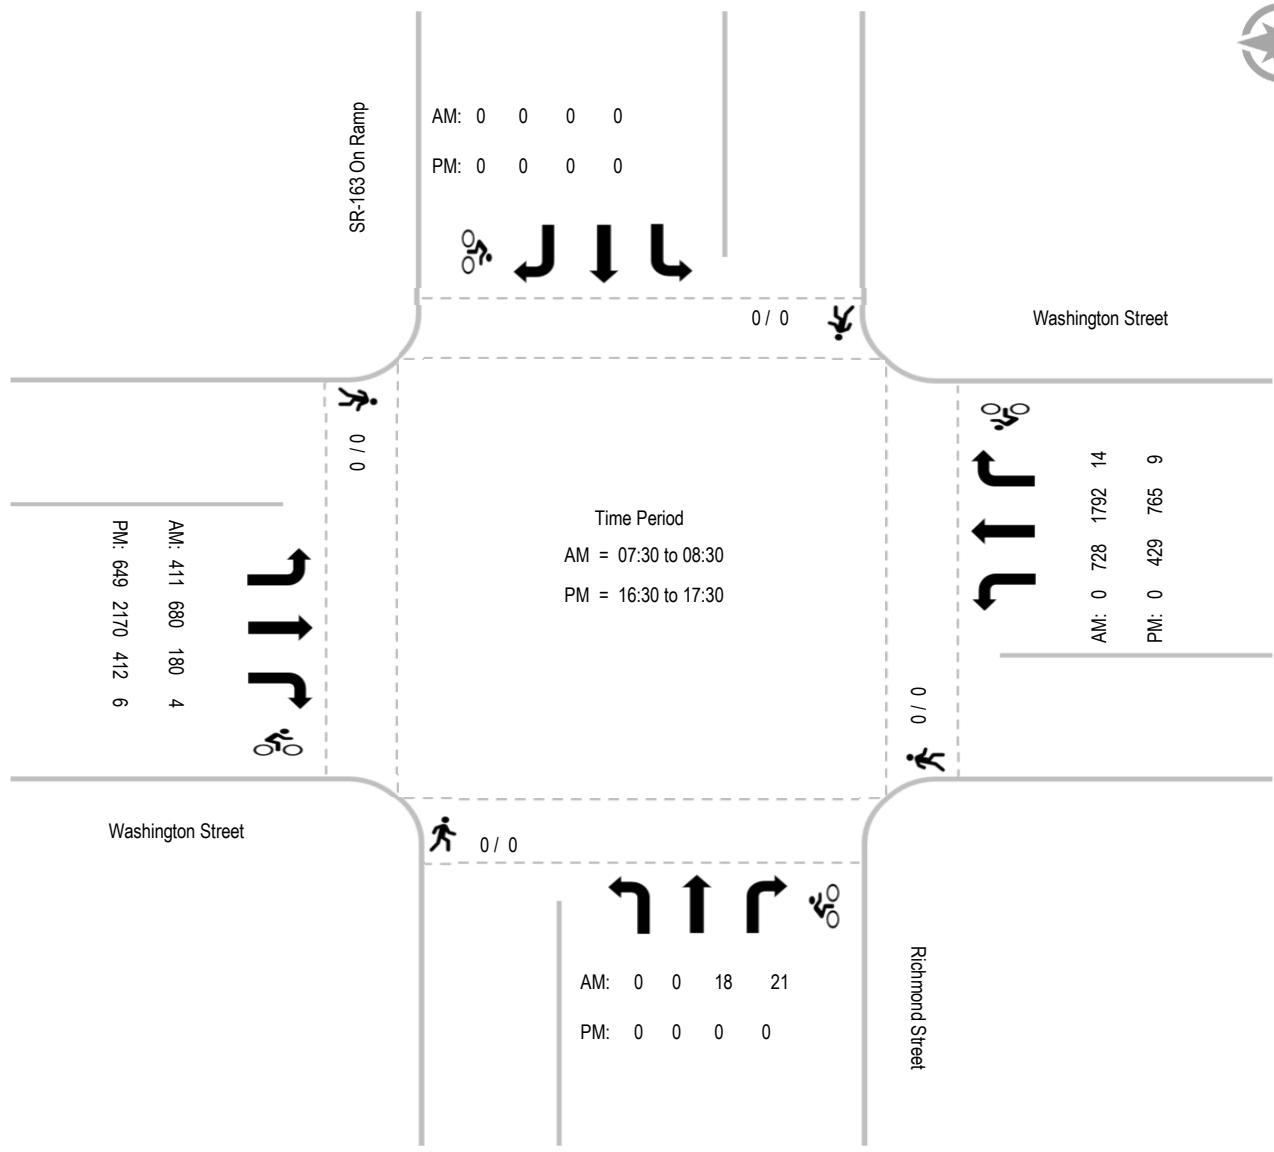 SR-163 On Ramp
AM: 0 0 0 0
PM: 0 0 0 0
0 / 0
Washington Street
0 / 0
Time Period
AM = 07:30 to 08:30
PM = 16:30 to 17:30
AM: 411 680 180 4
PM: 649 2170 412 6
AM: 0 728 1792 14
PM: 0 429 765 9
0 / 0
Washington Street
0 / 0
AM: 0 0 18 21
PM: 0 0 0 0
Richmond Street